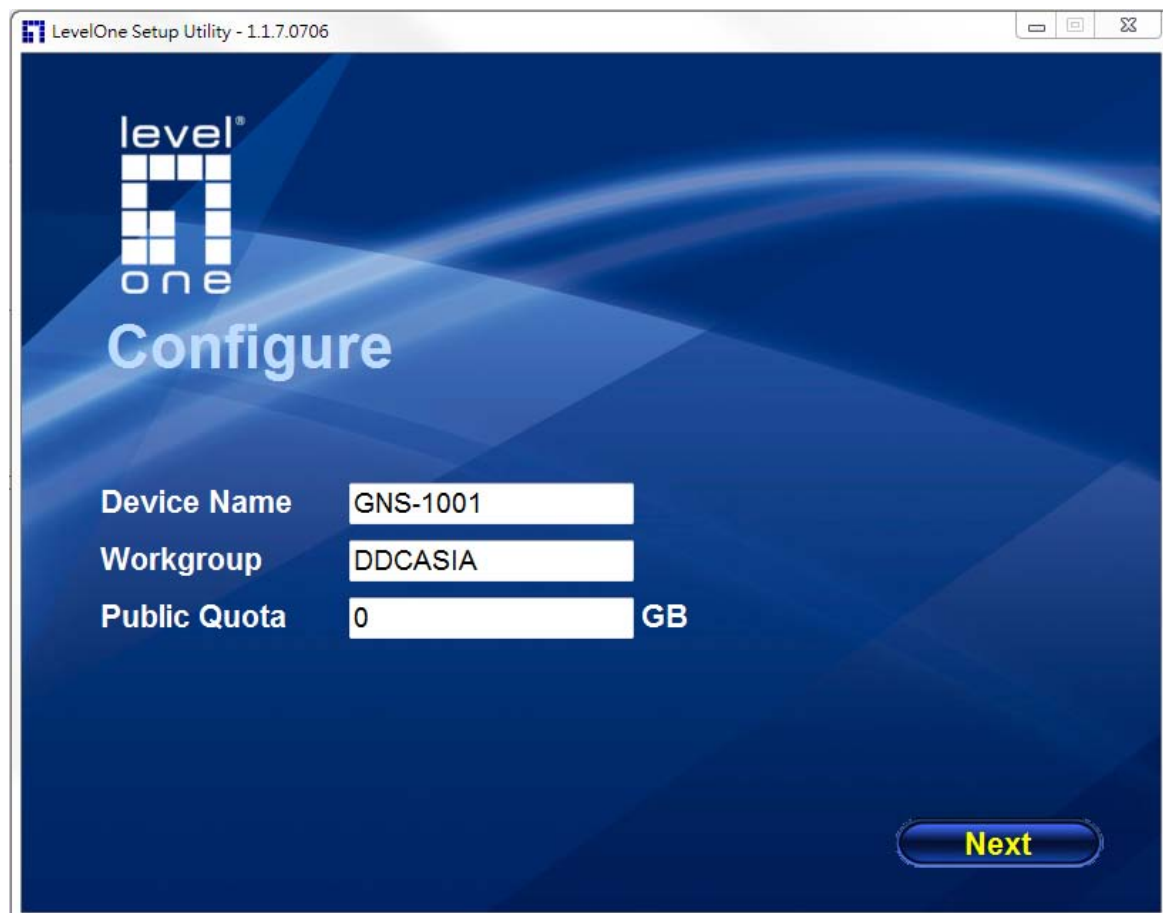 LevelOne Setup Utility - 1.1.7.0706
level®
one
Configure
Device Name GNS-1001
Workgroup DDCASIA
Public Quota 0 GB
Next